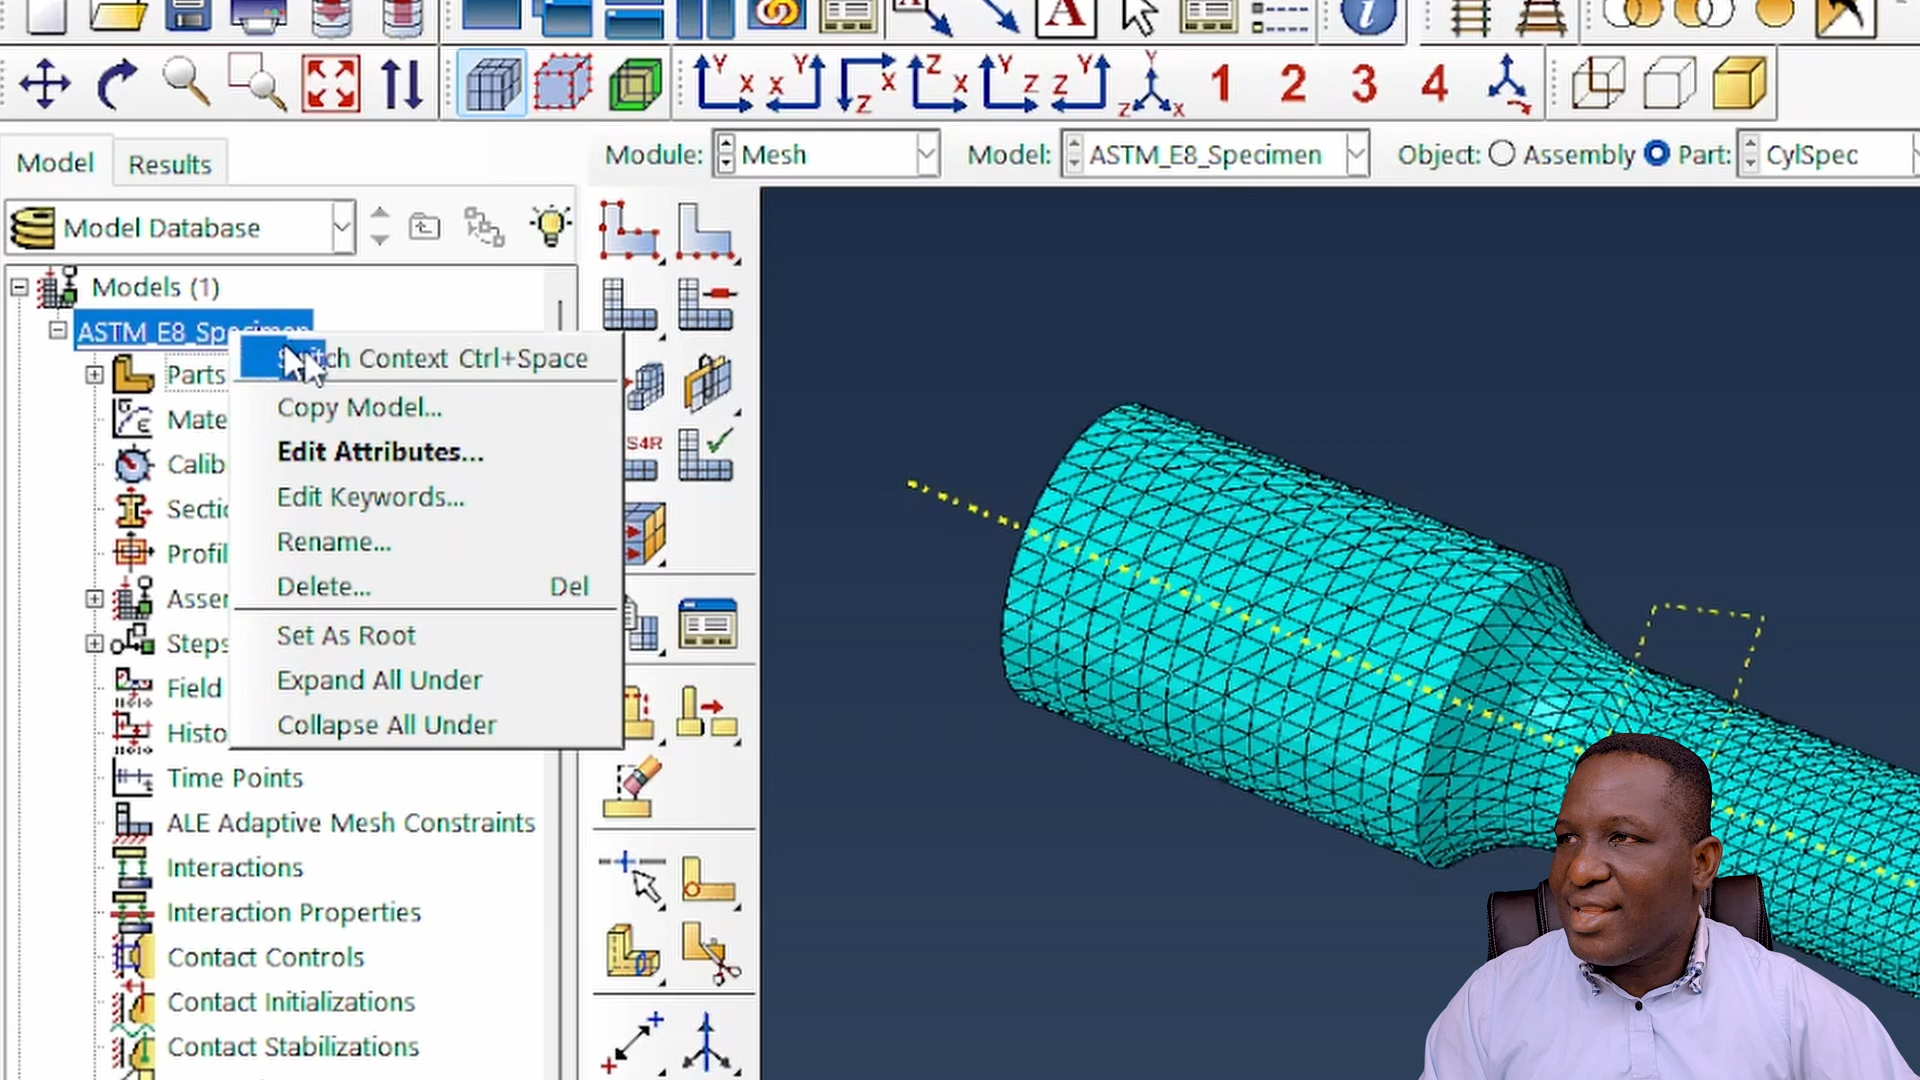 A
Y X
X Y
X Z
Z X
Y Z
Z Y
Y Z X
1 2 3 4
Model Results
Module: Mesh Model: ASTM_E8_Specimen Object: Assembly Part: CylSpec
Model Database
Models (1)
ASTM_E8_Specimen
Switch Context Ctrl+Space
Parts
Copy Model...
Mate
Edit Attributes...
Calib
Edit Keywords...
Sectio
Rename...
Profil
Delete... Del
Asser
Set As Root
Steps
Expand All Under
Field
Collapse All Under
Histo
Time Points
ALE Adaptive Mesh Constraints
Interactions
Interaction Properties
Contact Controls
Contact Initializations
Contact Stabilizations
S4R